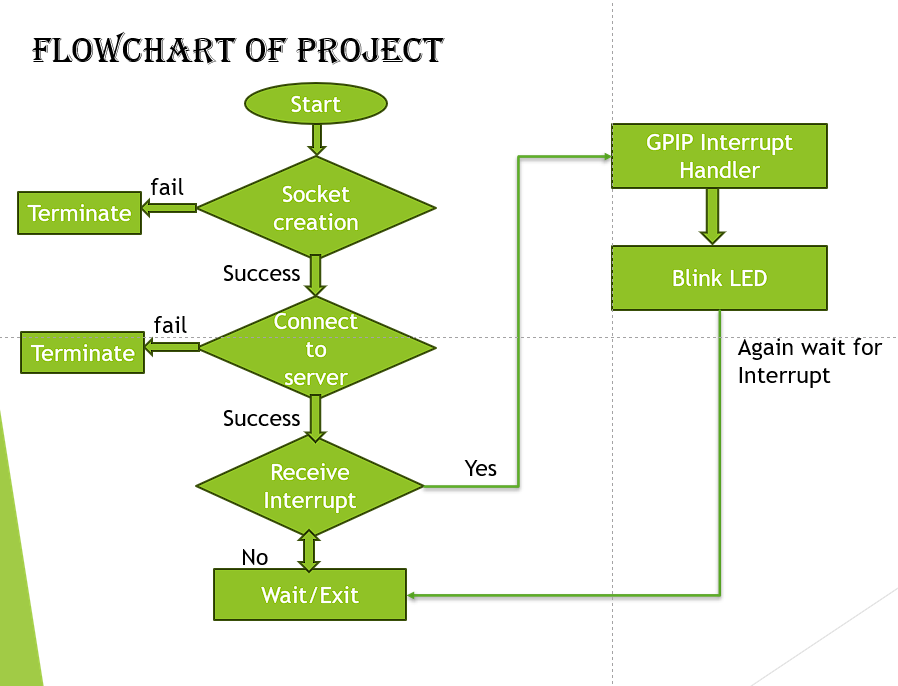 FLOWCHART OF PROJECT
Start
Socket
creation
fail
Terminate
Success
Connect
to
server
fail
Terminate
Success
Receive
Interrupt
Yes
No
Wait/Exit
GPIP Interrupt
Handler
Blink LED
Again wait for
Interrupt